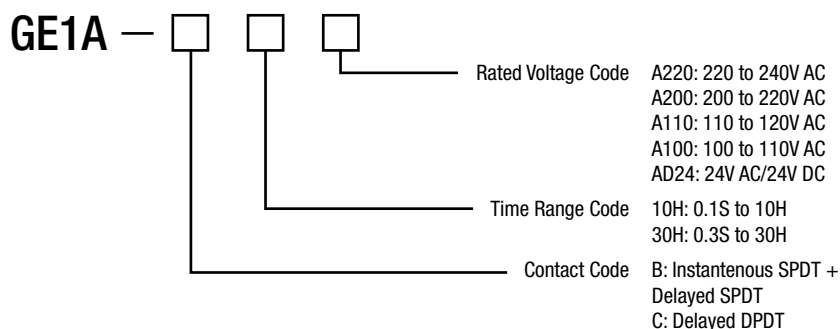 GE1A –
Rated Voltage Code A220: 220 to 240V AC
A200: 200 to 220V AC
A110: 110 to 120V AC
A100: 100 to 110V AC
AD24: 24V AC/24V DC
Time Range Code 10H: 0.1S to 10H
30H: 0.3S to 30H
Contact Code B: Instantenous SPDT +
Delayed SPDT
C: Delayed DPDT